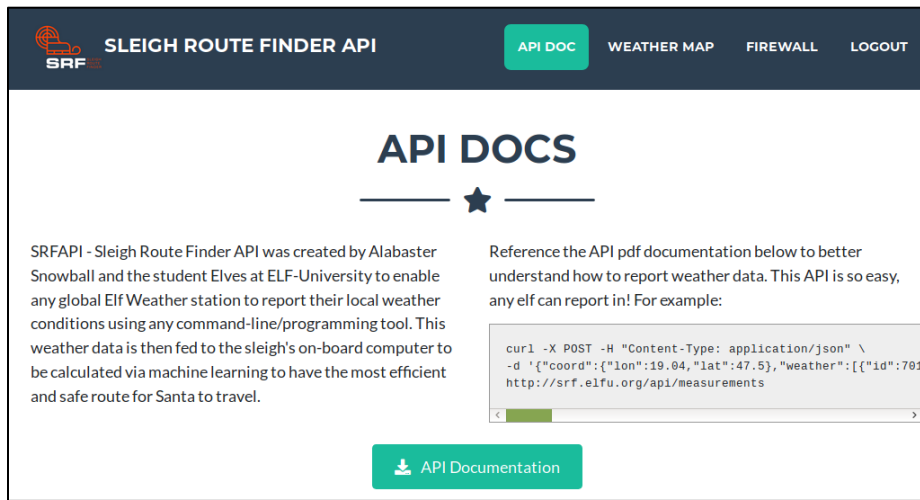 SRF
SLEIGH ROUTE FINDER API
API DOC
WEATHER MAP
FIREWALL
LOGOUT
API DOCS
SRFAPI - Sleigh Route Finder API was created by Alabaster
Snowball and the student Elves at ELF-University to enable
any global Elf Weather station to report their local weather
conditions using any command-line/programming tool. This
weather data is then fed to the sleigh's on-board computer to
be calculated via machine learning to have the most efficient
and safe route for Santa to travel.
Reference the API pdf documentation below to better
understand how to report weather data. This API is so easy,
any elf can report in! For example:
curl -X POST -H "Content-Type: application/json" \
-d '{"coord":{"lon":19.04,"lat":47.5},"weather":[{"id":701
http://srf.elfu.org/api/measurements
API Documentation